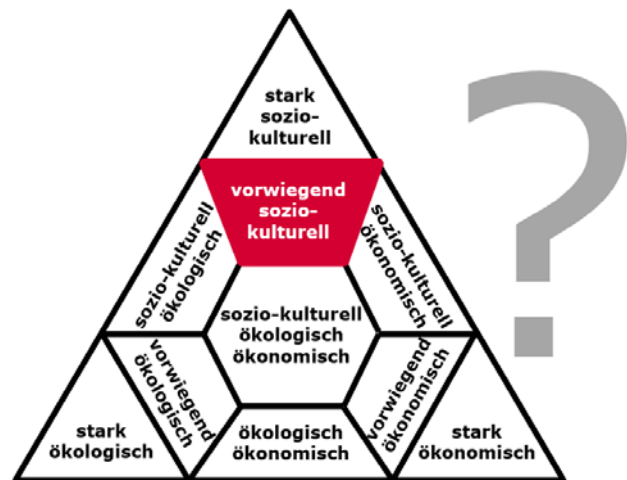 stark
sozio-
kulturell
vorwiegend
sozio-
kulturell
sozio-kulturell
ökologisch
sozio-kulturell
ökonomisch
sozio-kulturell
ökologisch
ökonomisch
vorwiegend
ökologisch
vorwiegend
ökonomisch
stark
ökologisch
ökologisch
ökonomisch
stark
ökonomisch
?